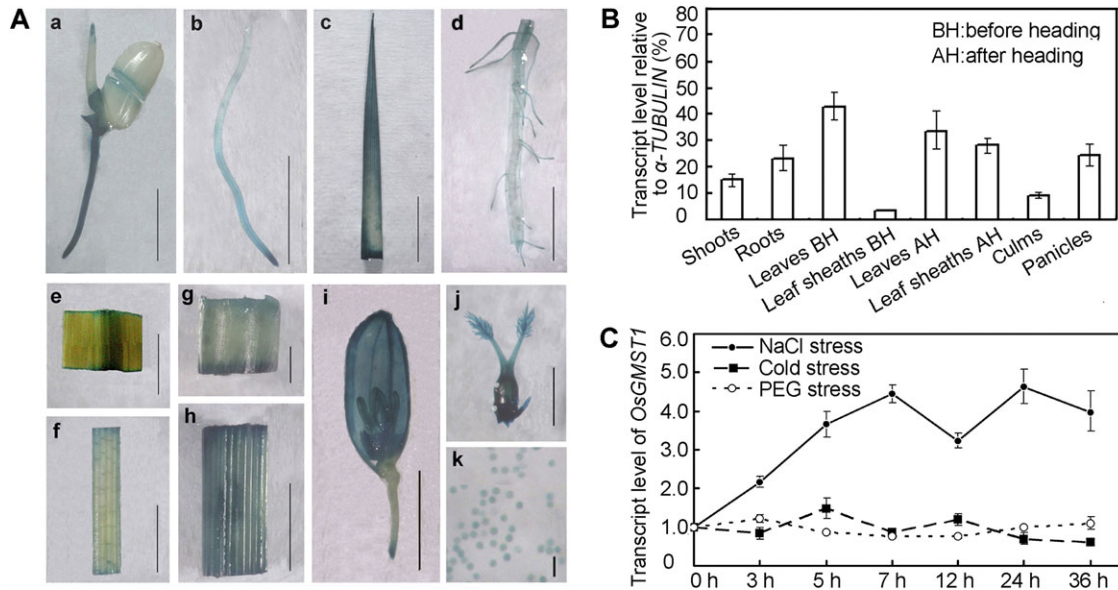 A
a
b
c
d
e
g
i
j
f
h
k
B
Transcript level relative
to α-TUBULIN (%)
80
70
60
50
40
30
20
10
0
BH:before heading
AH:after heading
Shoots
Roots
Leaves BH
Leaf sheaths BH
Leaves AH
Leaf sheaths AH
Culms
Panicles
C
Transcript level of OsGMST1
6.0
5.0
4.0
3.0
2.0
1.0
0
NaCl stress
Cold stress
PEG stress
0 h
3 h
5 h
7 h
12 h
24 h
36 h